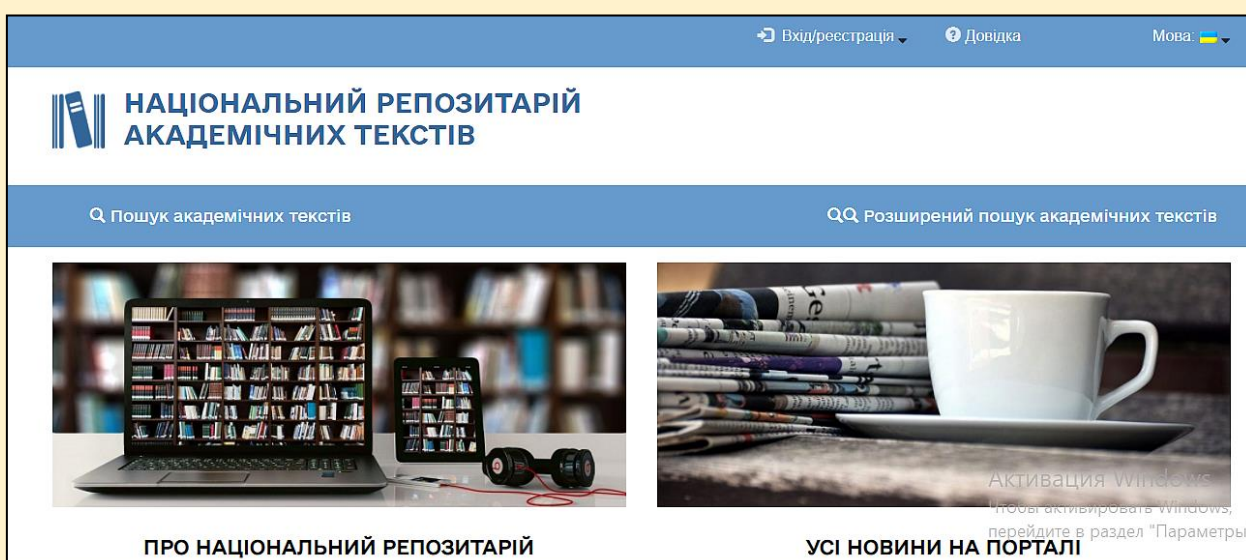 Вхід/реєстрація Довідка Мова:
НАЦІОНАЛЬНИЙ РЕПОЗИТАРІЙ
АКАДЕМІЧНИХ ТЕКСТІВ
Пошук академічних текстів Розширений пошук академічних текстів
Активация Windows
Чтобы активировать Windows,
перейдите в раздел "Параметры
ПРО НАЦІОНАЛЬНИЙ РЕПОЗИТАРІЙ УСІ НОВИНИ НА ПОРТАЛІ